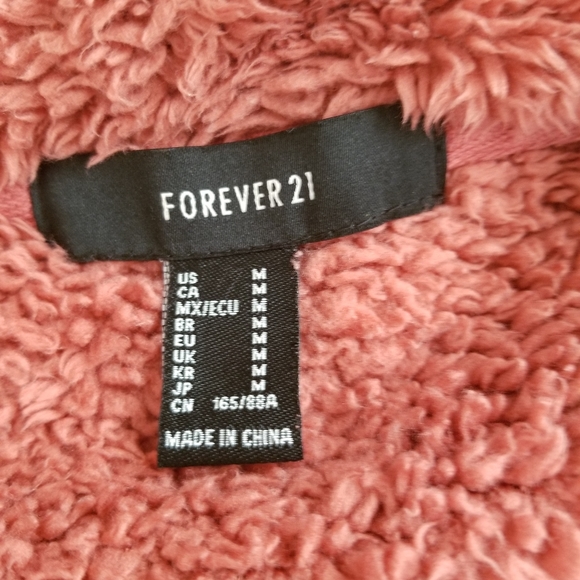 FOREVER 21
US M
CA M
MX/ECU M
BR M
EU M
UK M
KR M
JP M
CN 165/88A
MADE IN CHINA